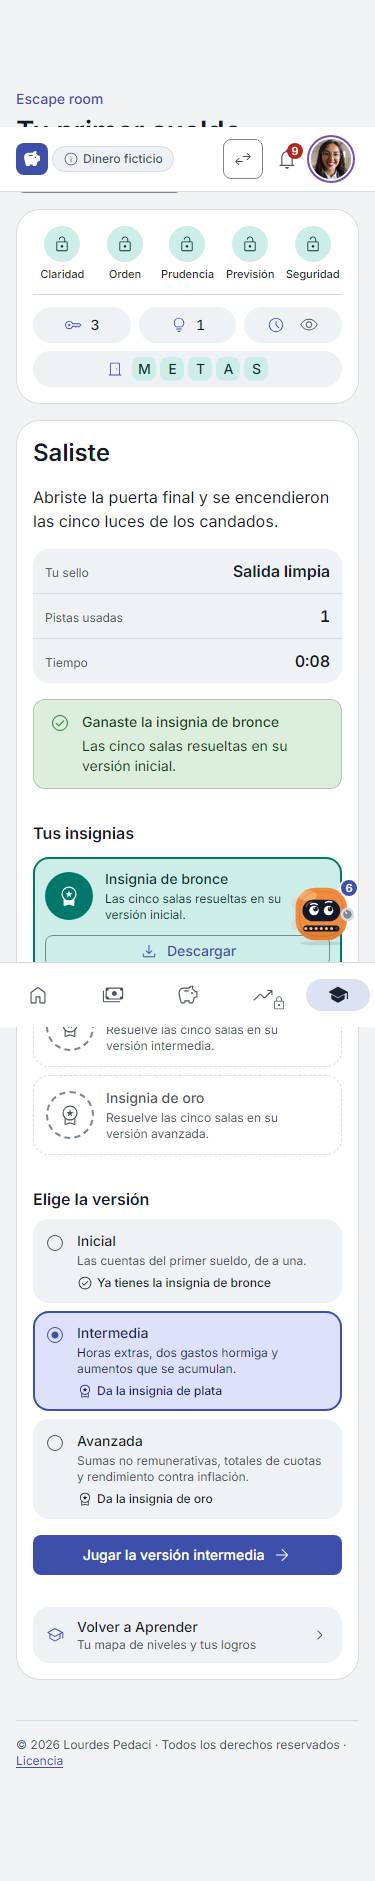 Escape room
Tu primer sueldo
Dinero ficticio
9
Claridad
Orden
Prudencia
Previsión
Seguridad
3
1
M E T A S
Saliste
Abriste la puerta final y se encendieron
las cinco luces de los candados.
Tu sello
Salida limpia
Pistas usadas
1
Tiempo
0:08
Ganaste la insignia de bronce
Las cinco salas resueltas en su
versión inicial.
Tus insignias
Insignia de bronce
Las cinco salas resueltas en su
versión inicial.
6
Descargar
Resuelve las cinco salas en su
versión intermedia.
Insignia de oro
Resuelve las cinco salas en su
versión avanzada.
Elige la versión
Inicial
Las cuentas del primer sueldo, de a una.
Ya tienes la insignia de bronce
Intermedia
Horas extras, dos gastos hormiga y
aumentos que se acumulan.
Da la insignia de plata
Avanzada
Sumas no remunerativas, totales de cuotas
y rendimiento contra inflación.
Da la insignia de oro
Jugar la versión intermedia
Volver a Aprender
Tu mapa de niveles y tus logros
© 2026 Lourdes Pedaci · Todos los derechos reservados ·
Licencia